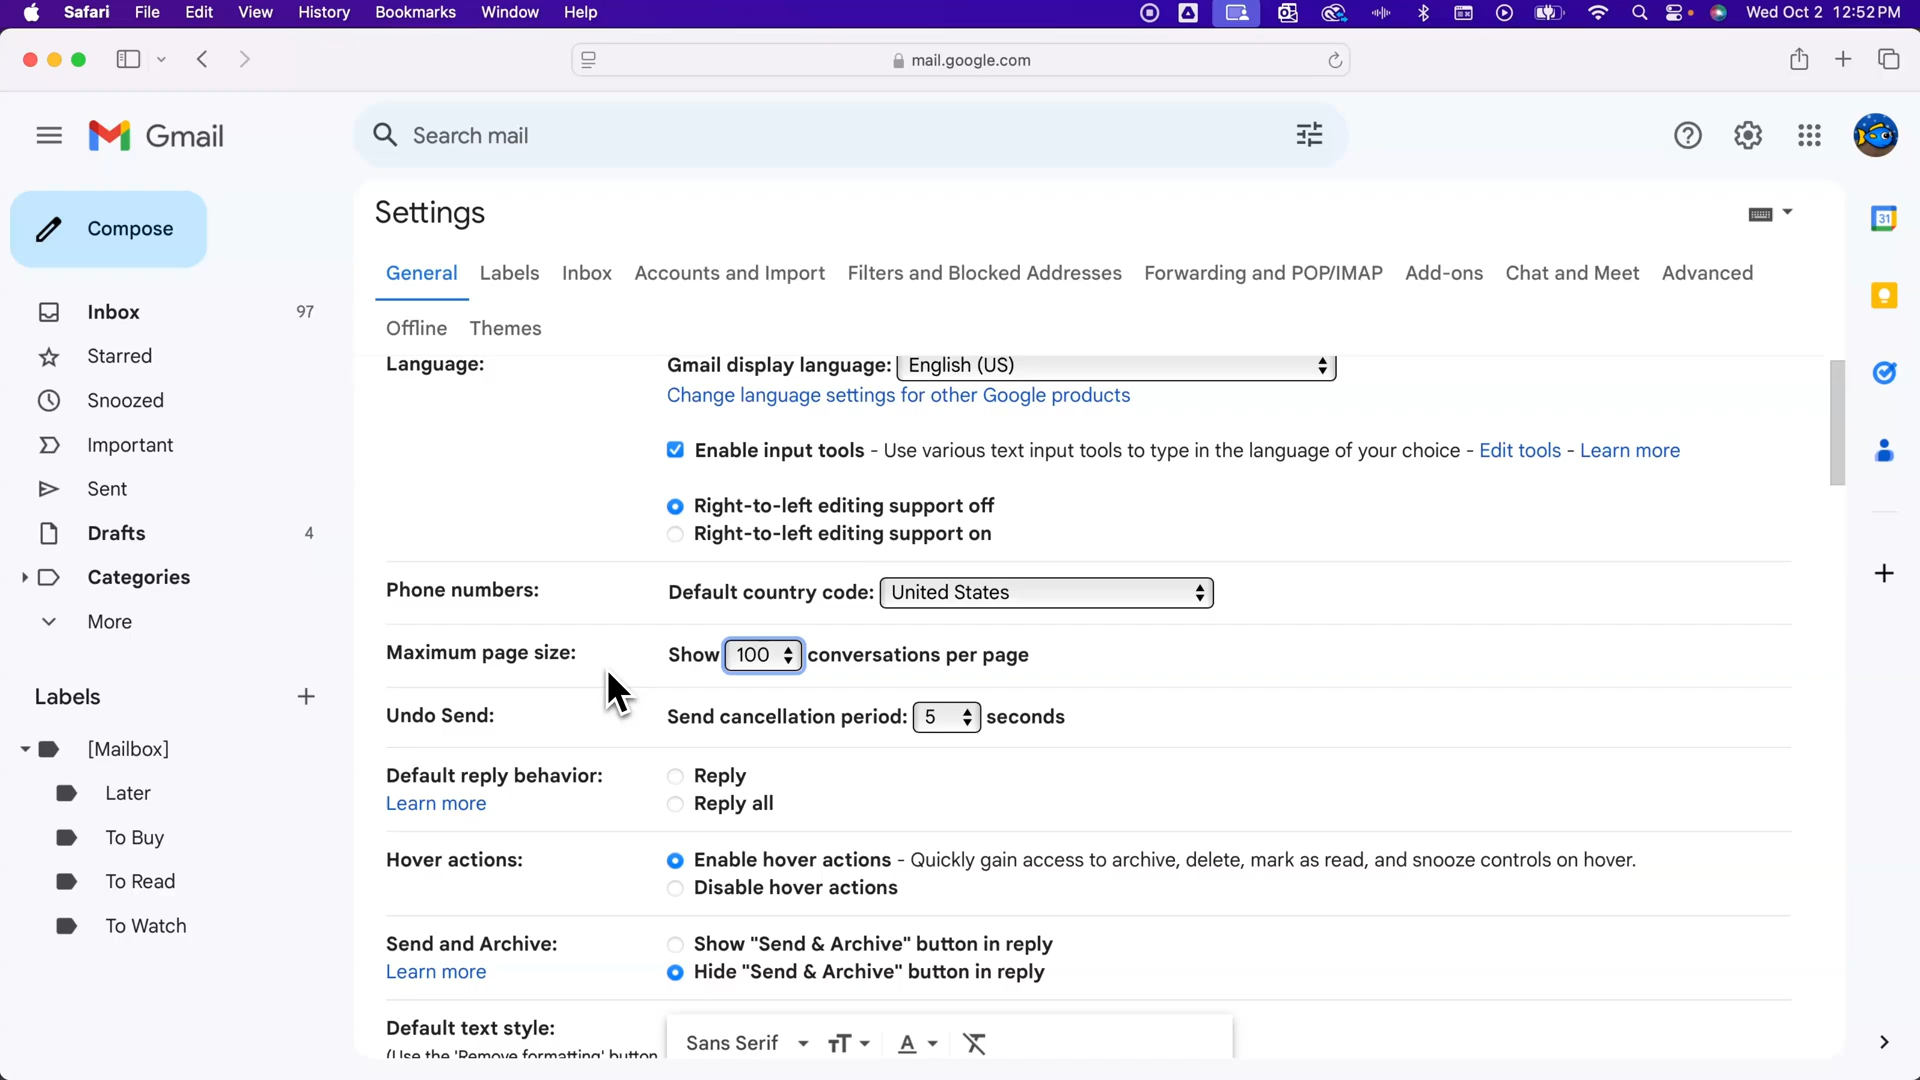 Safari File Edit View History Bookmarks Window Help Wed Oct 2 12:52 PM
mail.google.com
Gmail
Search mail
Compose
Inbox 97
Starred
Snoozed
Important
Sent
Drafts 4
Categories
More
Labels
[Mailbox]
Later
To Buy
To Read
To Watch
Settings
General Labels Inbox Accounts and Import Filters and Blocked Addresses Forwarding and POP/IMAP Add-ons Chat and Meet Advanced
Offline Themes
Language: Gmail display language: English (US)
Change language settings for other Google products
Enable input tools - Use various text input tools to type in the language of your choice - Edit tools - Learn more
Right-to-left editing support off
Right-to-left editing support on
Phone numbers: Default country code: United States
Maximum page size: Show 100 conversations per page
Undo Send: Send cancellation period: 5 seconds
Default reply behavior: Reply
Learn more Reply all
Hover actions: Enable hover actions - Quickly gain access to archive, delete, mark as read, and snooze controls on hover.
Disable hover actions
Send and Archive: Show "Send & Archive" button in reply
Learn more Hide "Send & Archive" button in reply
Default text style: Sans Serif
(Use the 'Remove formatting' button
31